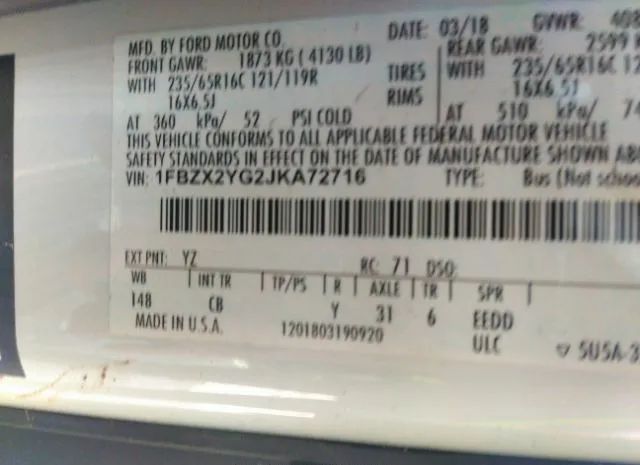 MFD. BY FORD MOTOR CO. DATE: 03/18 GVWR:
FRONT GAWR: 1873 KG ( 4130 LB) REAR GAWR: 2599
WITH 235/65R16C 121/119R TIRES WITH 235/65R16C
16X6.5J RIMS 16X6.5J
AT 360 kPa/ 52 PSI COLD AT 510 kPa/
THIS VEHICLE CONFORMS TO ALL APPLICABLE FEDERAL MOTOR VEHICLE
SAFETY STANDARDS IN EFFECT ON THE DATE OF MANUFACTURE SHOWN
VIN: 1FBZX2YG2JKA72716 TYPE: Bus (Not
EXT PNT: YZ RC: 71 DSO:
WB INT TR TP/PS R AXLE TR SPR
148 CB Y 31 6 EEDD
MADE IN U.S.A. 1201803190920 ULC
5U5A-3